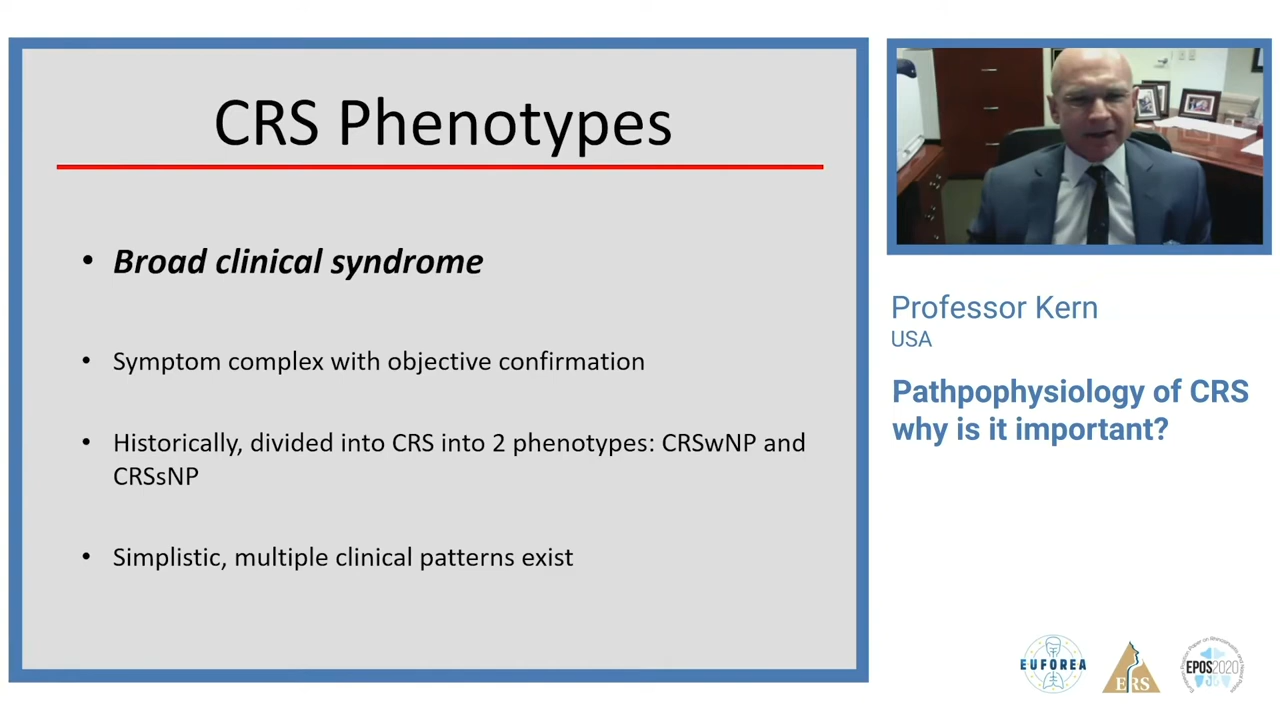 CRS Phenotypes
• Broad clinical syndrome
• Symptom complex with objective confirmation
• Historically, divided into CRS into 2 phenotypes: CRSwNP and
CRSsNP
• Simplistic, multiple clinical patterns exist
Professor Kern
USA
Pathpophysiology of CRS
why is it important?
EUFOREA
ERS
EPOS2020